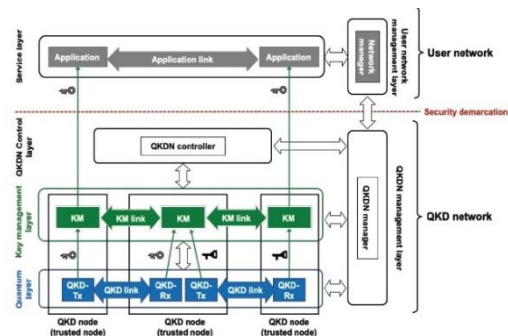 Service layer
Application
Application link
Application
Network
manager
User network
management layer
User network
Security demarcation
QKDN Control
layer
QKDN controller
QKDN manager
QKDN management layer
QKD network
Key management
layer
KM
KM link
KM
KM link
KM
Quantum
layer
QKD-
Tx
QKD link
QKD-
Rx
QKD-
Tx
QKD link
QKD-
Rx
QKD node
(trusted node)
QKD node
(trusted node)
QKD node
(trusted node)